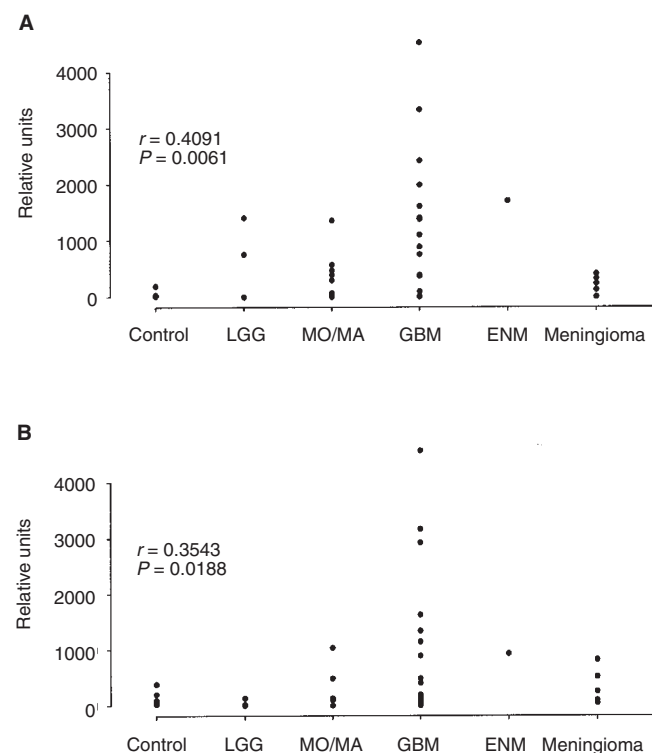 A
Relative units
4000
3000
2000
1000
0
r = 0.4091
P = 0.0061
Control LGG MO/MA GBM ENM Meningioma
B
Relative units
4000
3000
2000
1000
0
r = 0.3543
P = 0.0188
Control LGG MO/MA GBM ENM Meningioma